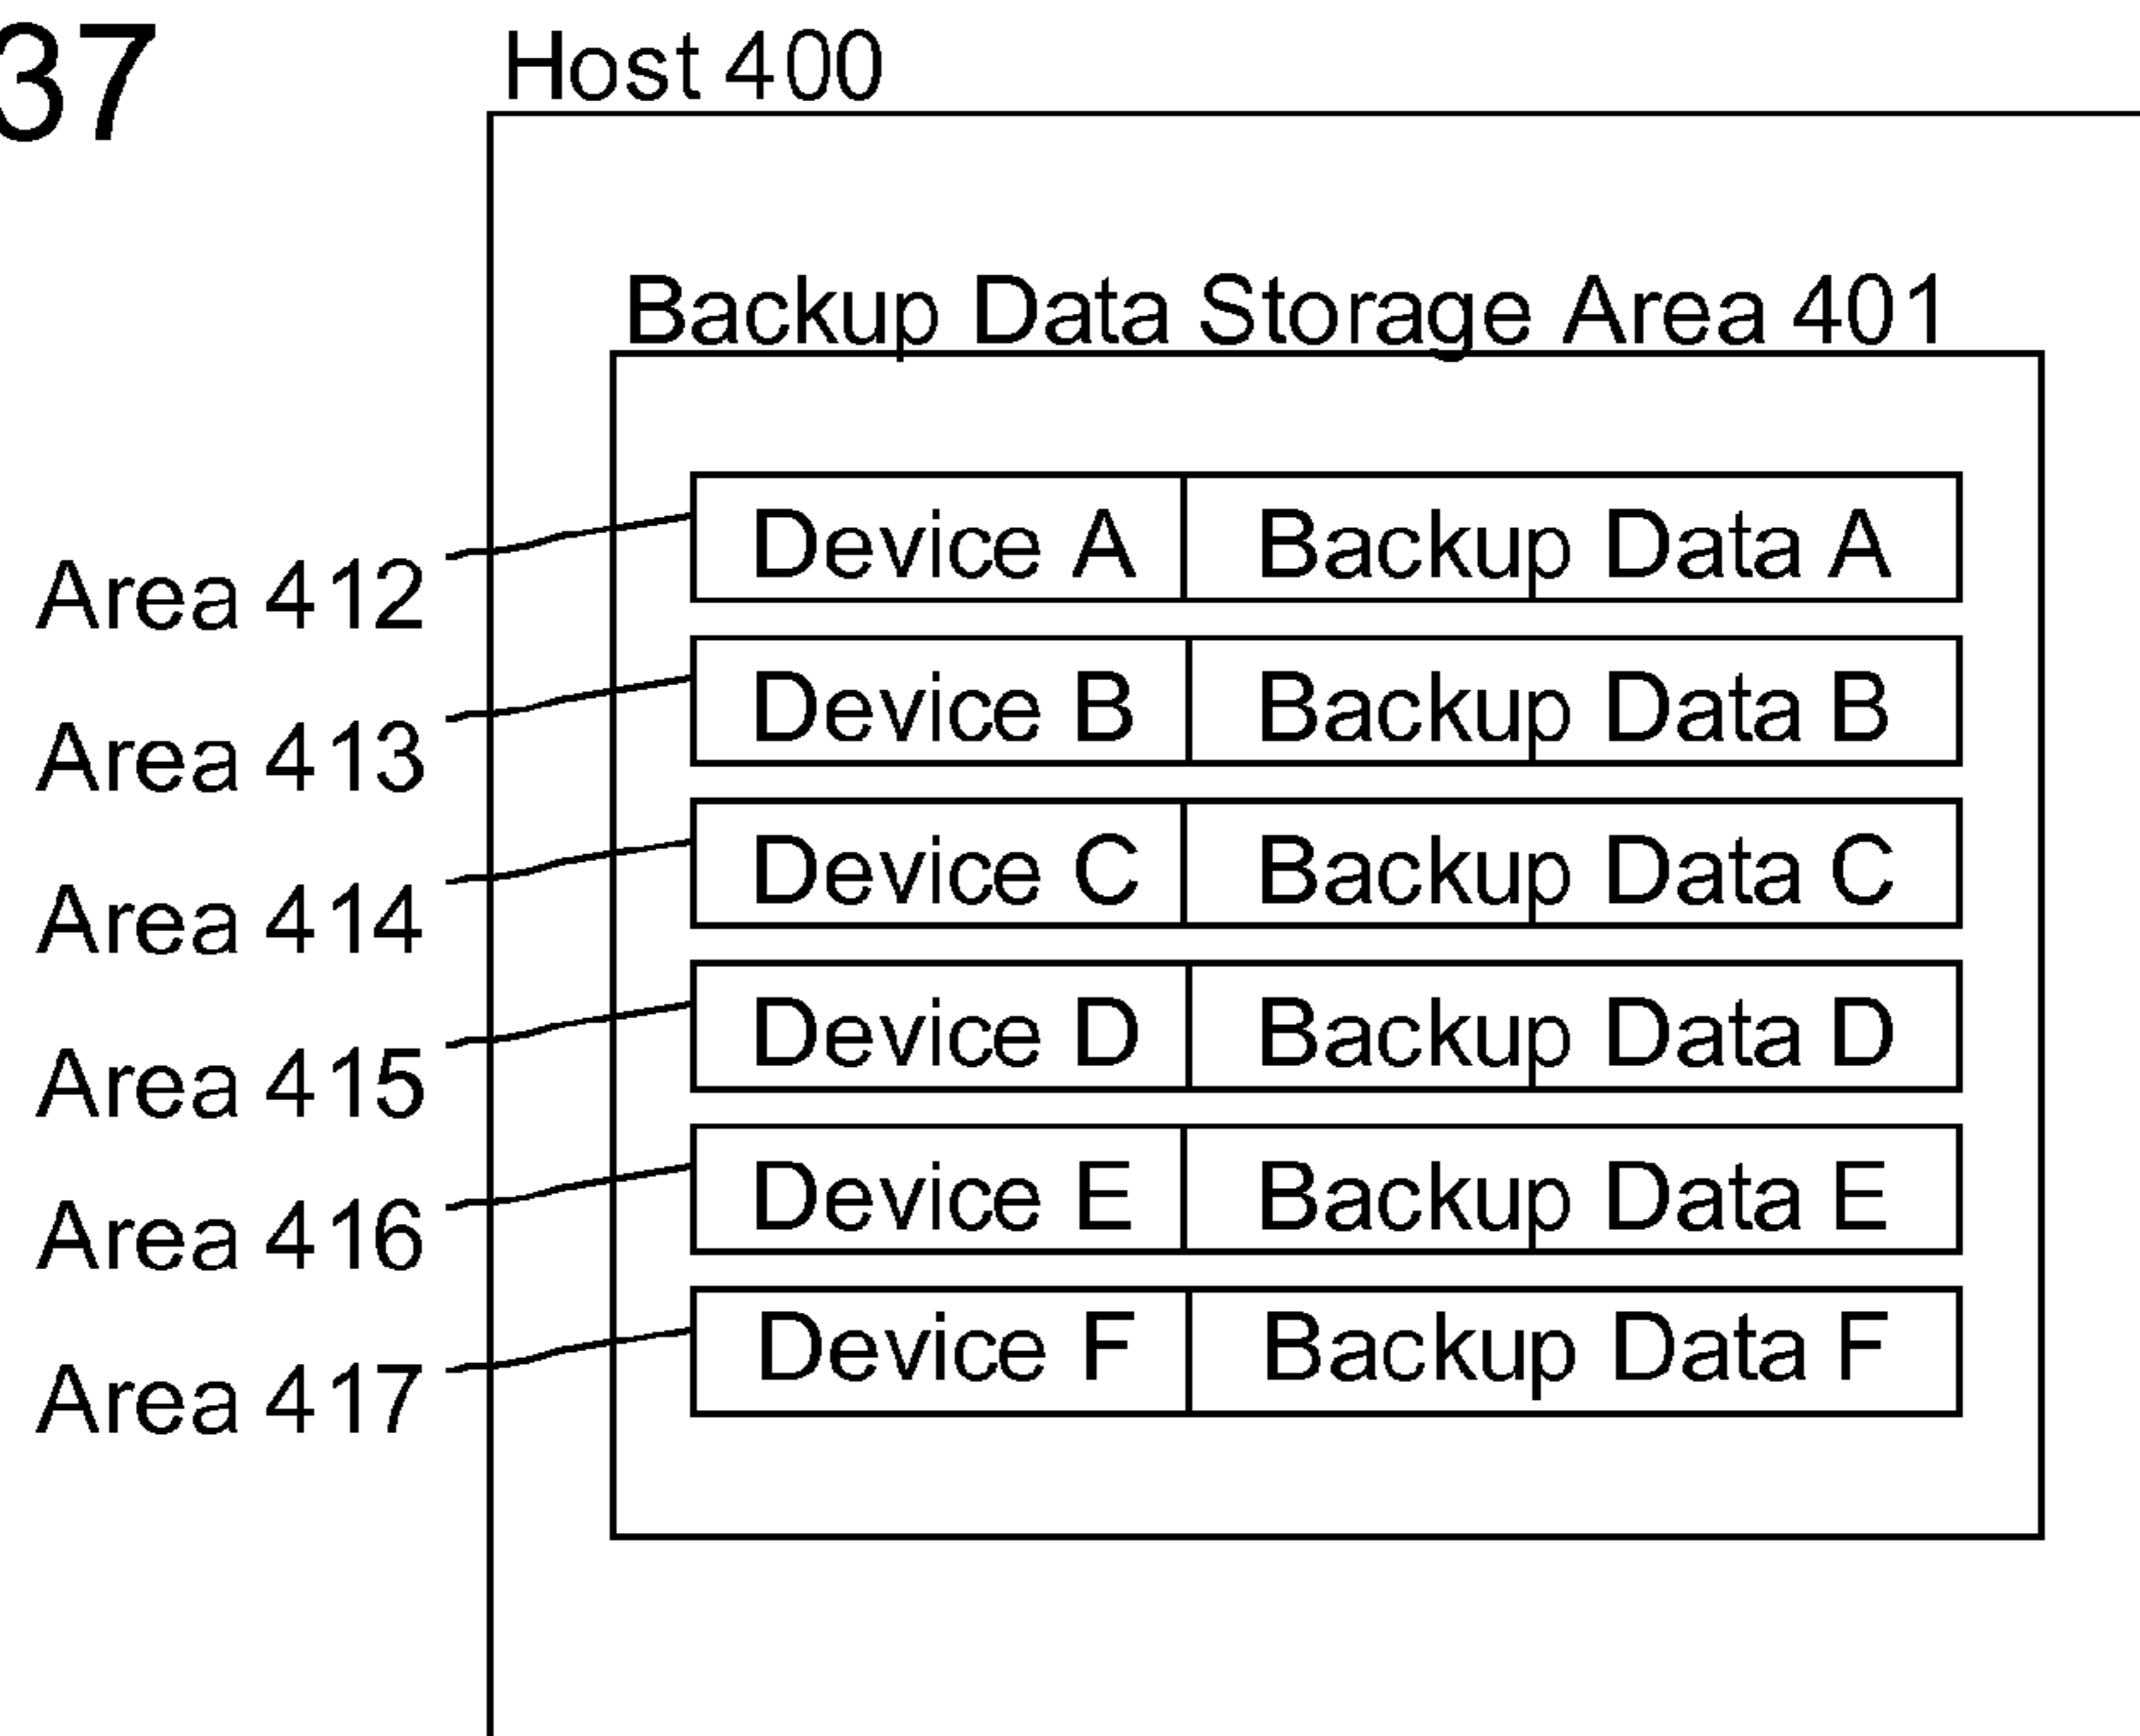 37
Host 400
Backup Data Storage Area 401
Area 412 Device A Backup Data A
Area 413 Device B Backup Data B
Area 414 Device C Backup Data C
Area 415 Device D Backup Data D
Area 416 Device E Backup Data E
Area 417 Device F Backup Data F